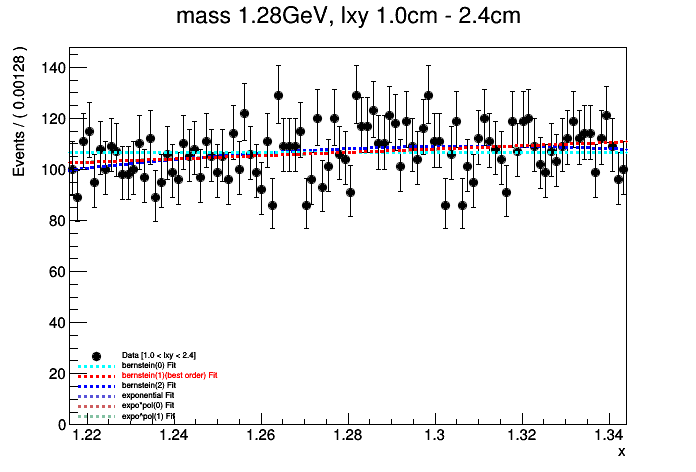 mass 1.28GeV, lxy 1.0cm - 2.4cm
Events / ( 0.00128 )
140
120
100
80
60
40
20
0
Data [1.0 < lxy < 2.4]
bernstein(0) Fit
bernstein(1)(best order) Fit
bernstein(2) Fit
exponential Fit
expo*pol(0) Fit
expo*pol(1) Fit
1.22 1.24 1.26 1.28 1.3 1.32 1.34
x